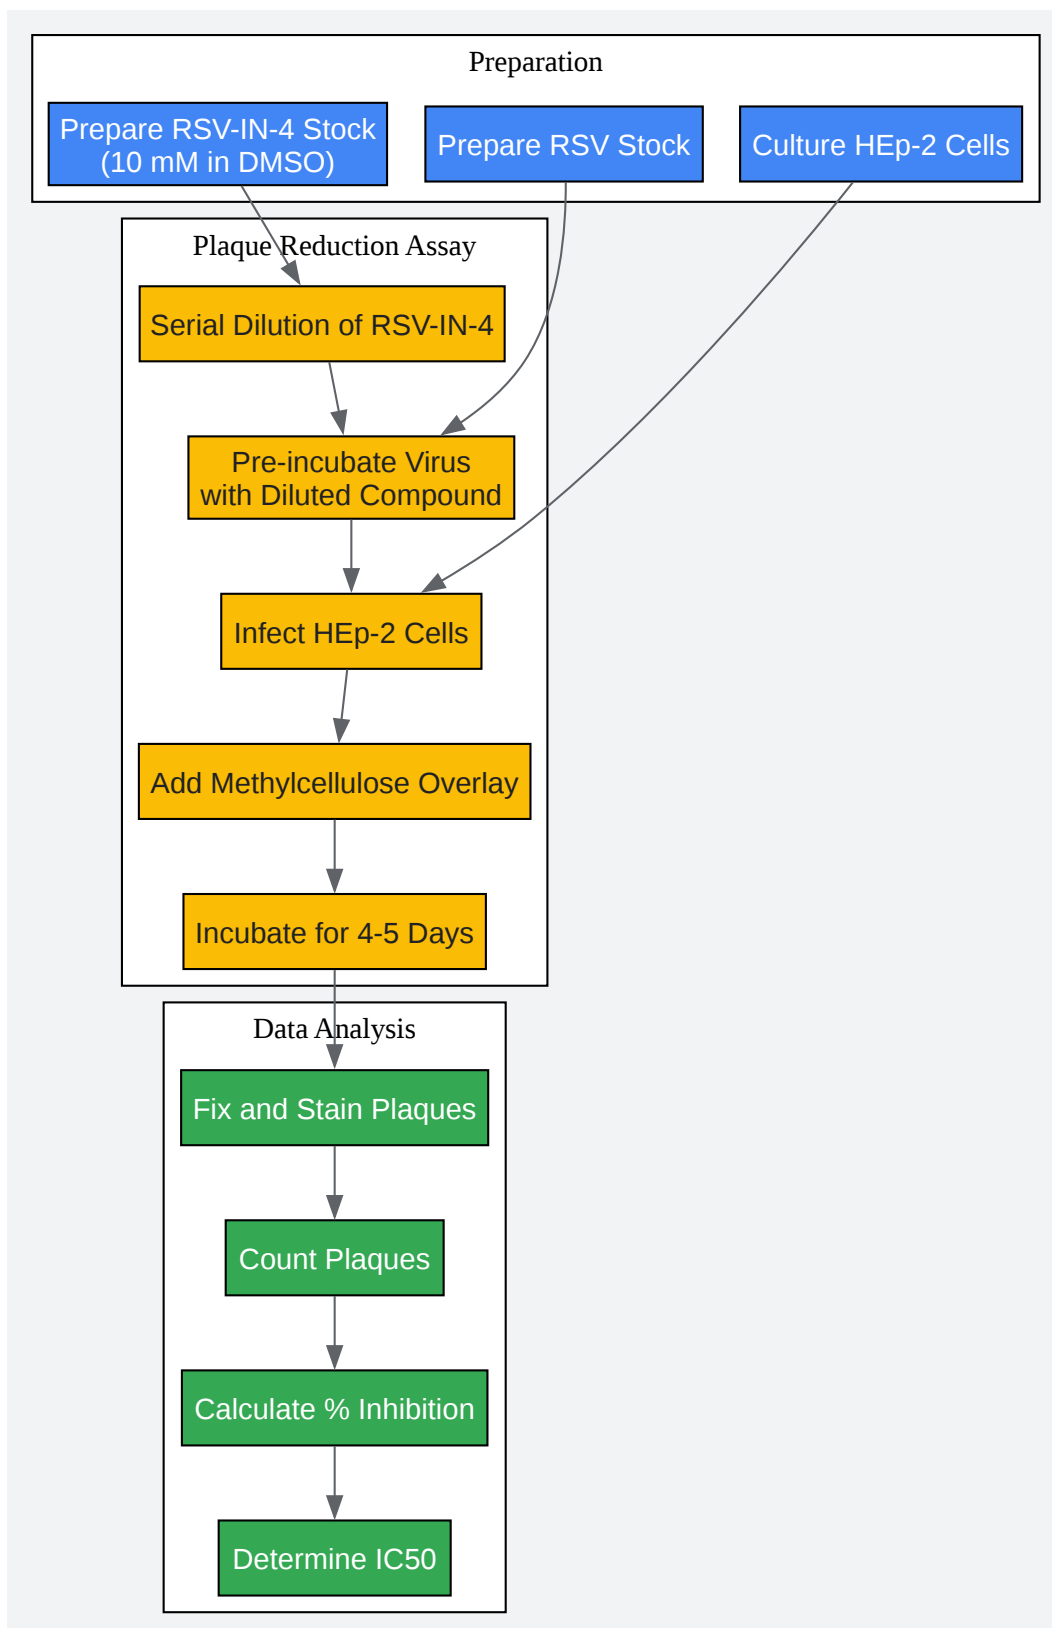 Preparation
Prepare RSV-IN-4 Stock
(10 mM in DMSO)
Prepare RSV Stock
Culture HEp-2 Cells
Plaque Reduction Assay
Serial Dilution of RSV-IN-4
Pre-incubate Virus
with Diluted Compound
Infect HEp-2 Cells
Add Methylcellulose Overlay
Incubate for 4-5 Days
Data Analysis
Fix and Stain Plaques
Count Plaques
Calculate % Inhibition
Determine IC50